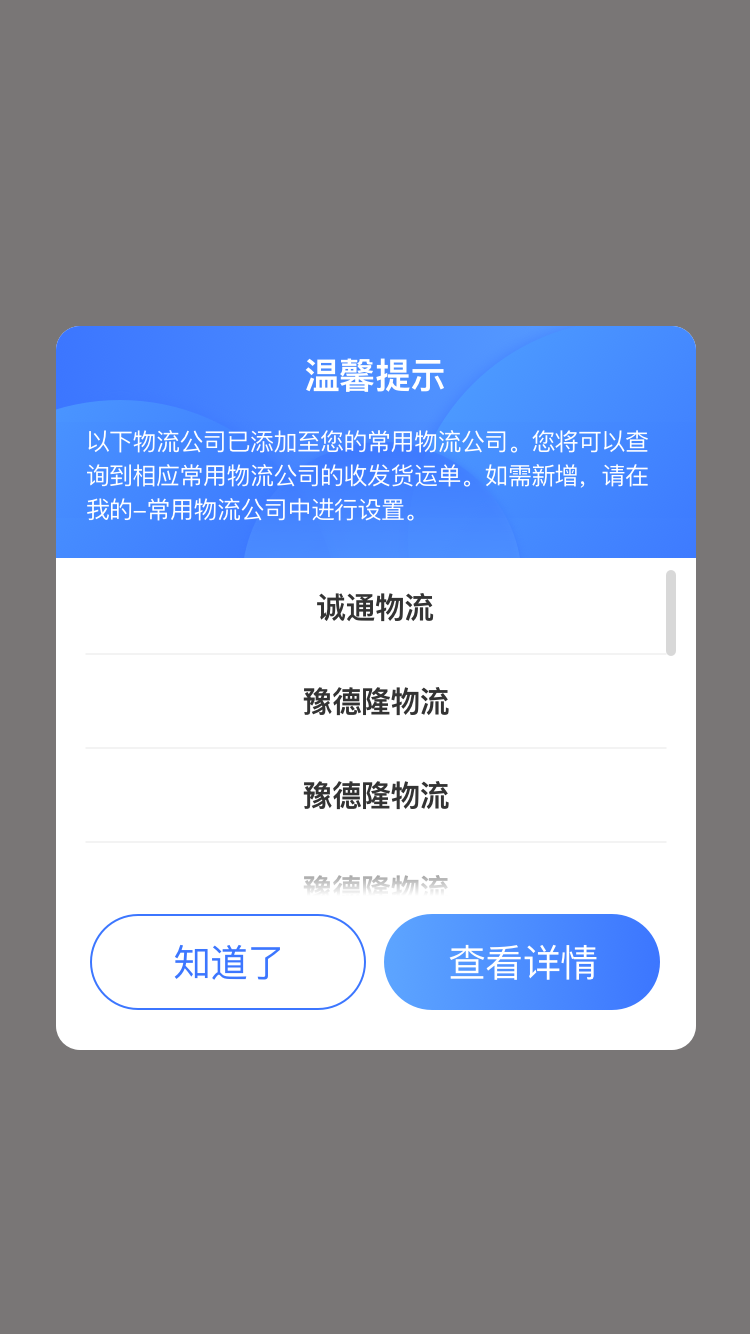 温馨提示
以下物流公司已添加至您的常用物流公司。您将可以查
询到相应常用物流公司的收发货运单。如需新增，请在
我的–常用物流公司中进行设置。
诚通物流
豫德隆物流
豫德隆物流
豫德隆物流
知道了
查看详情